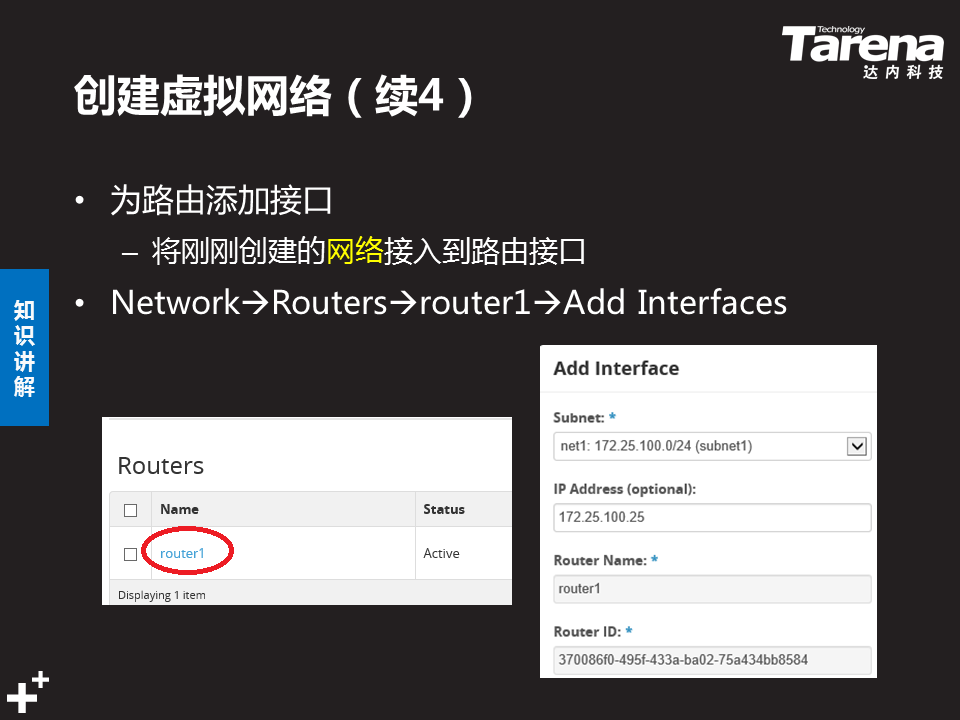 Technology
Tarena
达内科技
创建虚拟网络（续4）
• 为路由添加接口
– 将刚刚创建的网络接入到路由接口
• Network→Routers→router1→Add Interfaces
知识讲解
Routers
Name Status
router1 Active
Displaying 1 item
Add Interface
Subnet: *
net1: 172.25.100.0/24 (subnet1)
IP Address (optional):
172.25.100.25
Router Name: *
router1
Router ID: *
370086f0-495f-433a-ba02-75a434bb8584